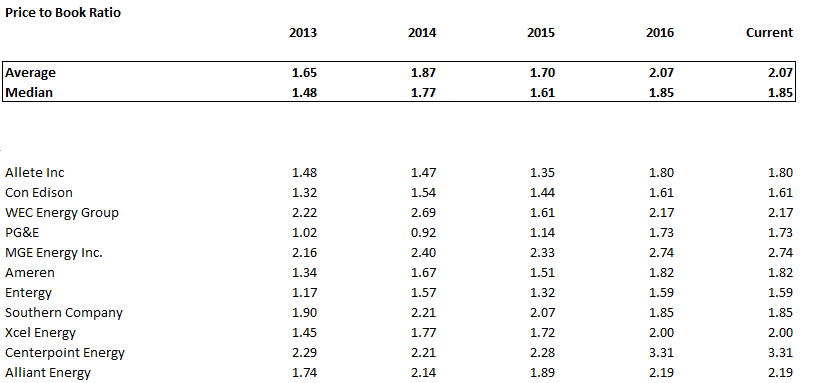 Price to Book Ratio
2013 2014 2015 2016 Current
Average 1.65 1.87 1.70 2.07 2.07
Median 1.48 1.77 1.61 1.85 1.85
Allete Inc 1.48 1.47 1.35 1.80 1.80
Con Edison 1.32 1.54 1.44 1.61 1.61
WEC Energy Group 2.22 2.69 1.61 2.17 2.17
PG&E 1.02 0.92 1.14 1.73 1.73
MGE Energy Inc. 2.16 2.40 2.33 2.74 2.74
Ameren 1.34 1.67 1.51 1.82 1.82
Entergy 1.17 1.57 1.32 1.59 1.59
Southern Company 1.90 2.21 2.07 1.85 1.85
Xcel Energy 1.45 1.77 1.72 2.00 2.00
Centerpoint Energy 2.29 2.21 2.28 3.31 3.31
Alliant Energy 1.74 2.14 1.89 2.19 2.19